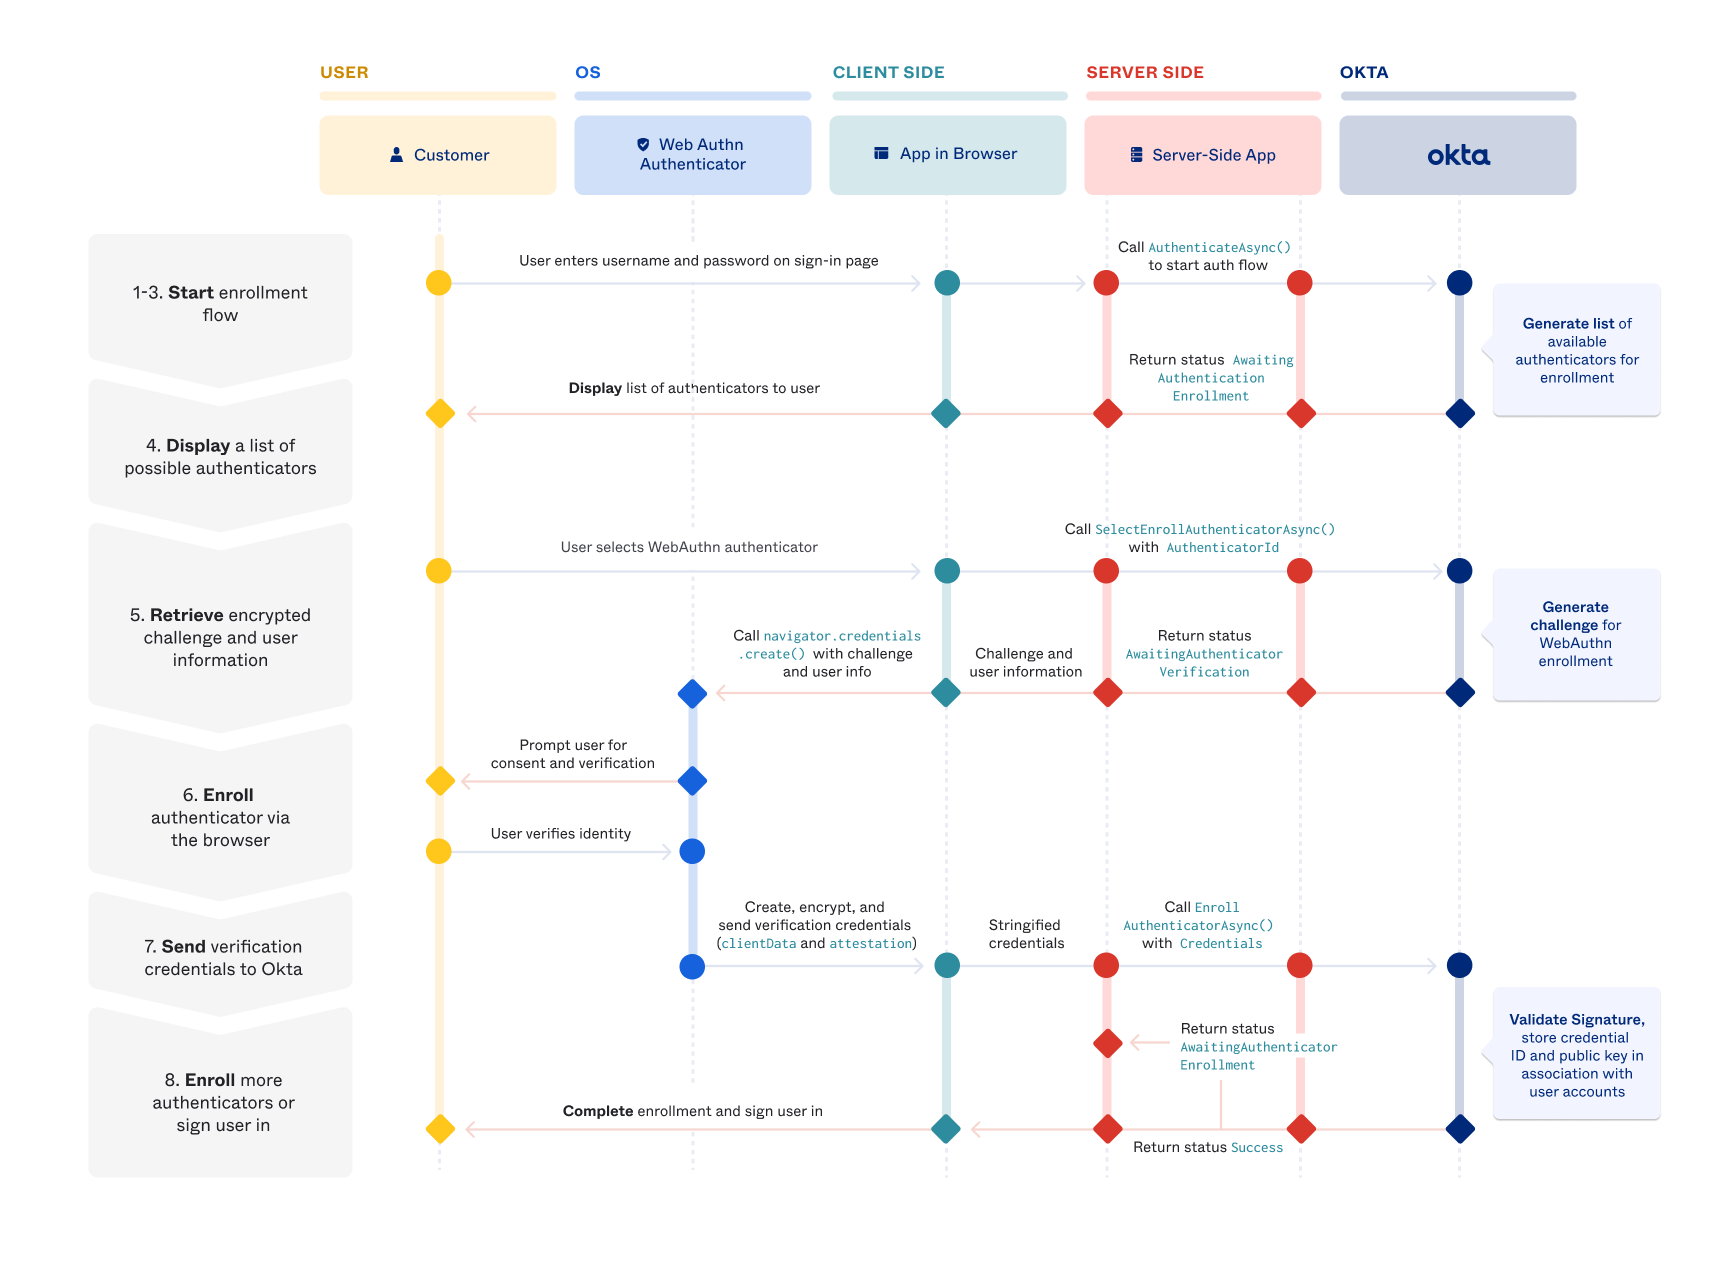 USER
OS
CLIENT SIDE
SERVER SIDE
OKTA
Customer
Web Authn
Authenticator
App in Browser
Server-Side App
okta
1-3. Start enrollment
flow
User enters username and password on sign-in page
Call AuthenticateAsync()
to start auth flow
Generate list of
available
authenticators for
enrollment
Display list of authenticators to user
Return status Awaiting
Authentication
Enrollment
4. Display a list of
possible authenticators
User selects WebAuthn authenticator
Call SelectEnrollAuthenticatorAsync()
with AuthenticatorId
5. Retrieve encrypted
challenge and user
information
Call navigator.credentials
.create() with challenge
and user info
Challenge and
user information
Return status
AwaitingAuthenticator
Verification
Generate
challenge for
WebAuthn
enrollment
6. Enroll
authenticator via
the browser
Prompt user for
consent and verification
User verifies identity
7. Send verification
credentials to Okta
Create, encrypt, and
send verification credentials
(clientData and attestation)
Stringified
credentials
Call Enroll
AuthenticatorAsync()
with Credentials
8. Enroll more
authenticators or
sign user in
Return status
AwaitingAuthenticator
Enrollment
Validate Signature,
store credential
ID and public key in
association with
user accounts
Complete enrollment and sign user in
Return status Success